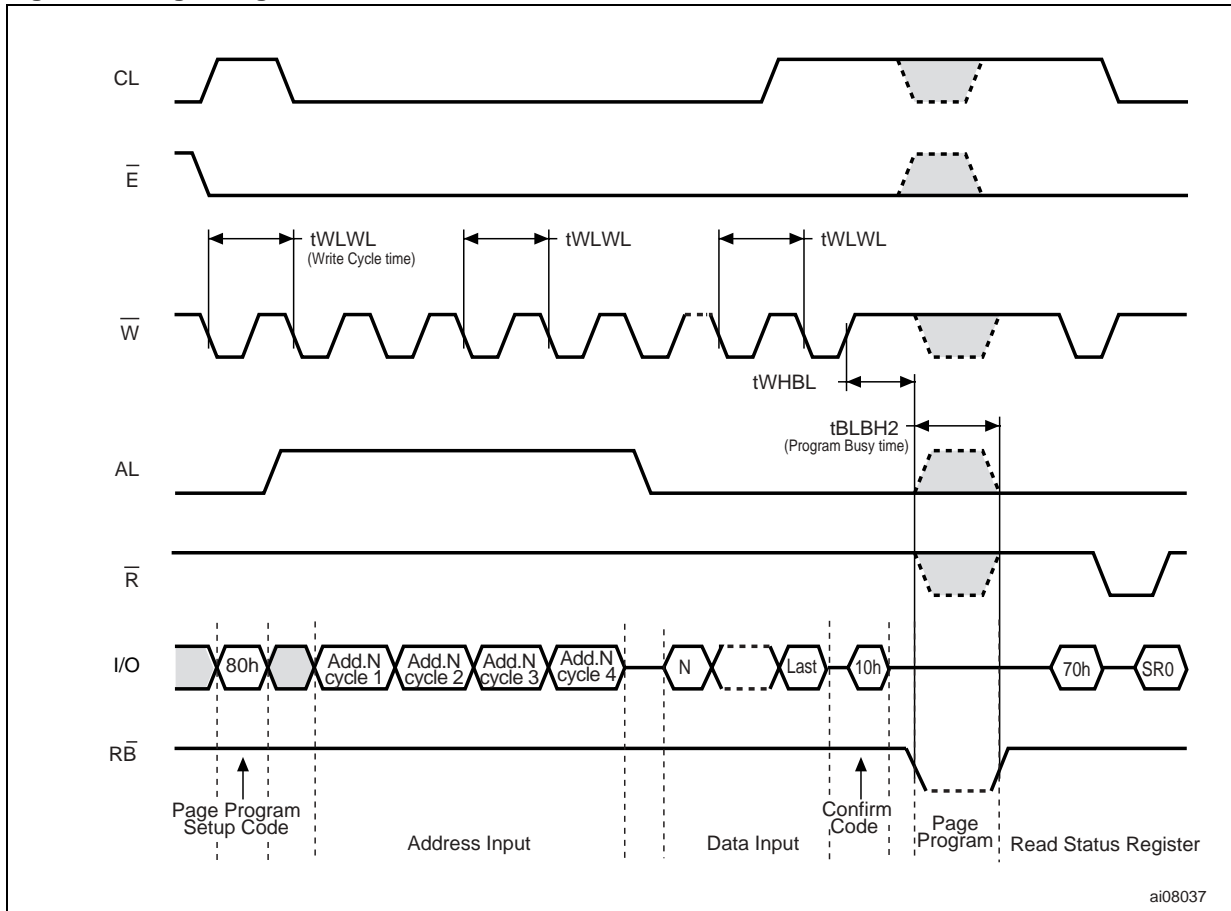 CL
E
tWLWL
(Write Cycle time)
tWLWL
tWLWL
W
tWHBL
tBLBH2
(Program Busy time)
AL
R
I/O
80h
Add.N
cycle 1
Add.N
cycle 2
Add.N
cycle 3
Add.N
cycle 4
N
Last
10h
70h
SR0
RB
Page Program
Setup Code
Address Input
Data Input
Confirm
Code
Page
Program
Read Status Register
ai08037